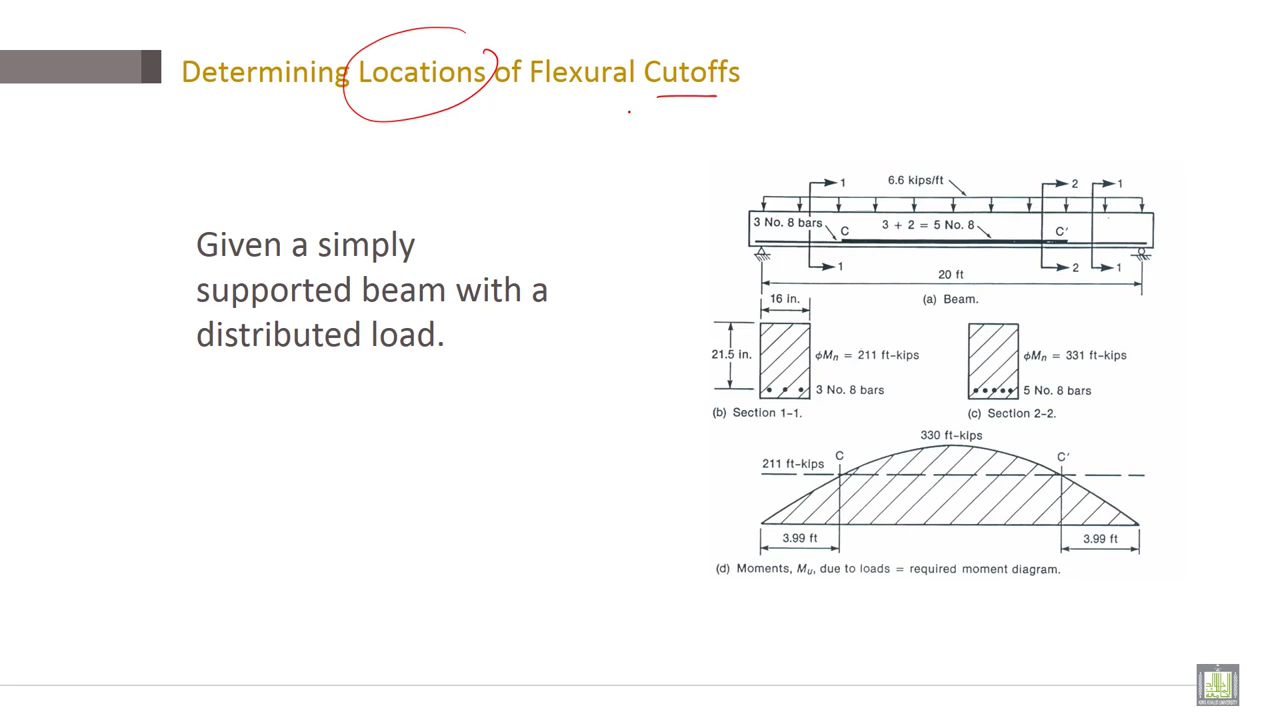 Determining Locations of Flexural Cutoffs
Given a simply
supported beam with a
distributed load.
6.6 kips/ft
1
2
1
3 No. 8 bars
C
3 + 2 = 5 No. 8
C'
1
2
1
20 ft
16 in.
(a) Beam.
21.5 in.
ϕMn = 211 ft-kips
ϕMn = 331 ft-kips
3 No. 8 bars
5 No. 8 bars
(b) Section 1-1.
(c) Section 2-2.
330 ft-kips
211 ft-kips
C
C'
3.99 ft
3.99 ft
(d) Moments, Mu, due to loads = required moment diagram.
KING KHALID UNIVERSITY